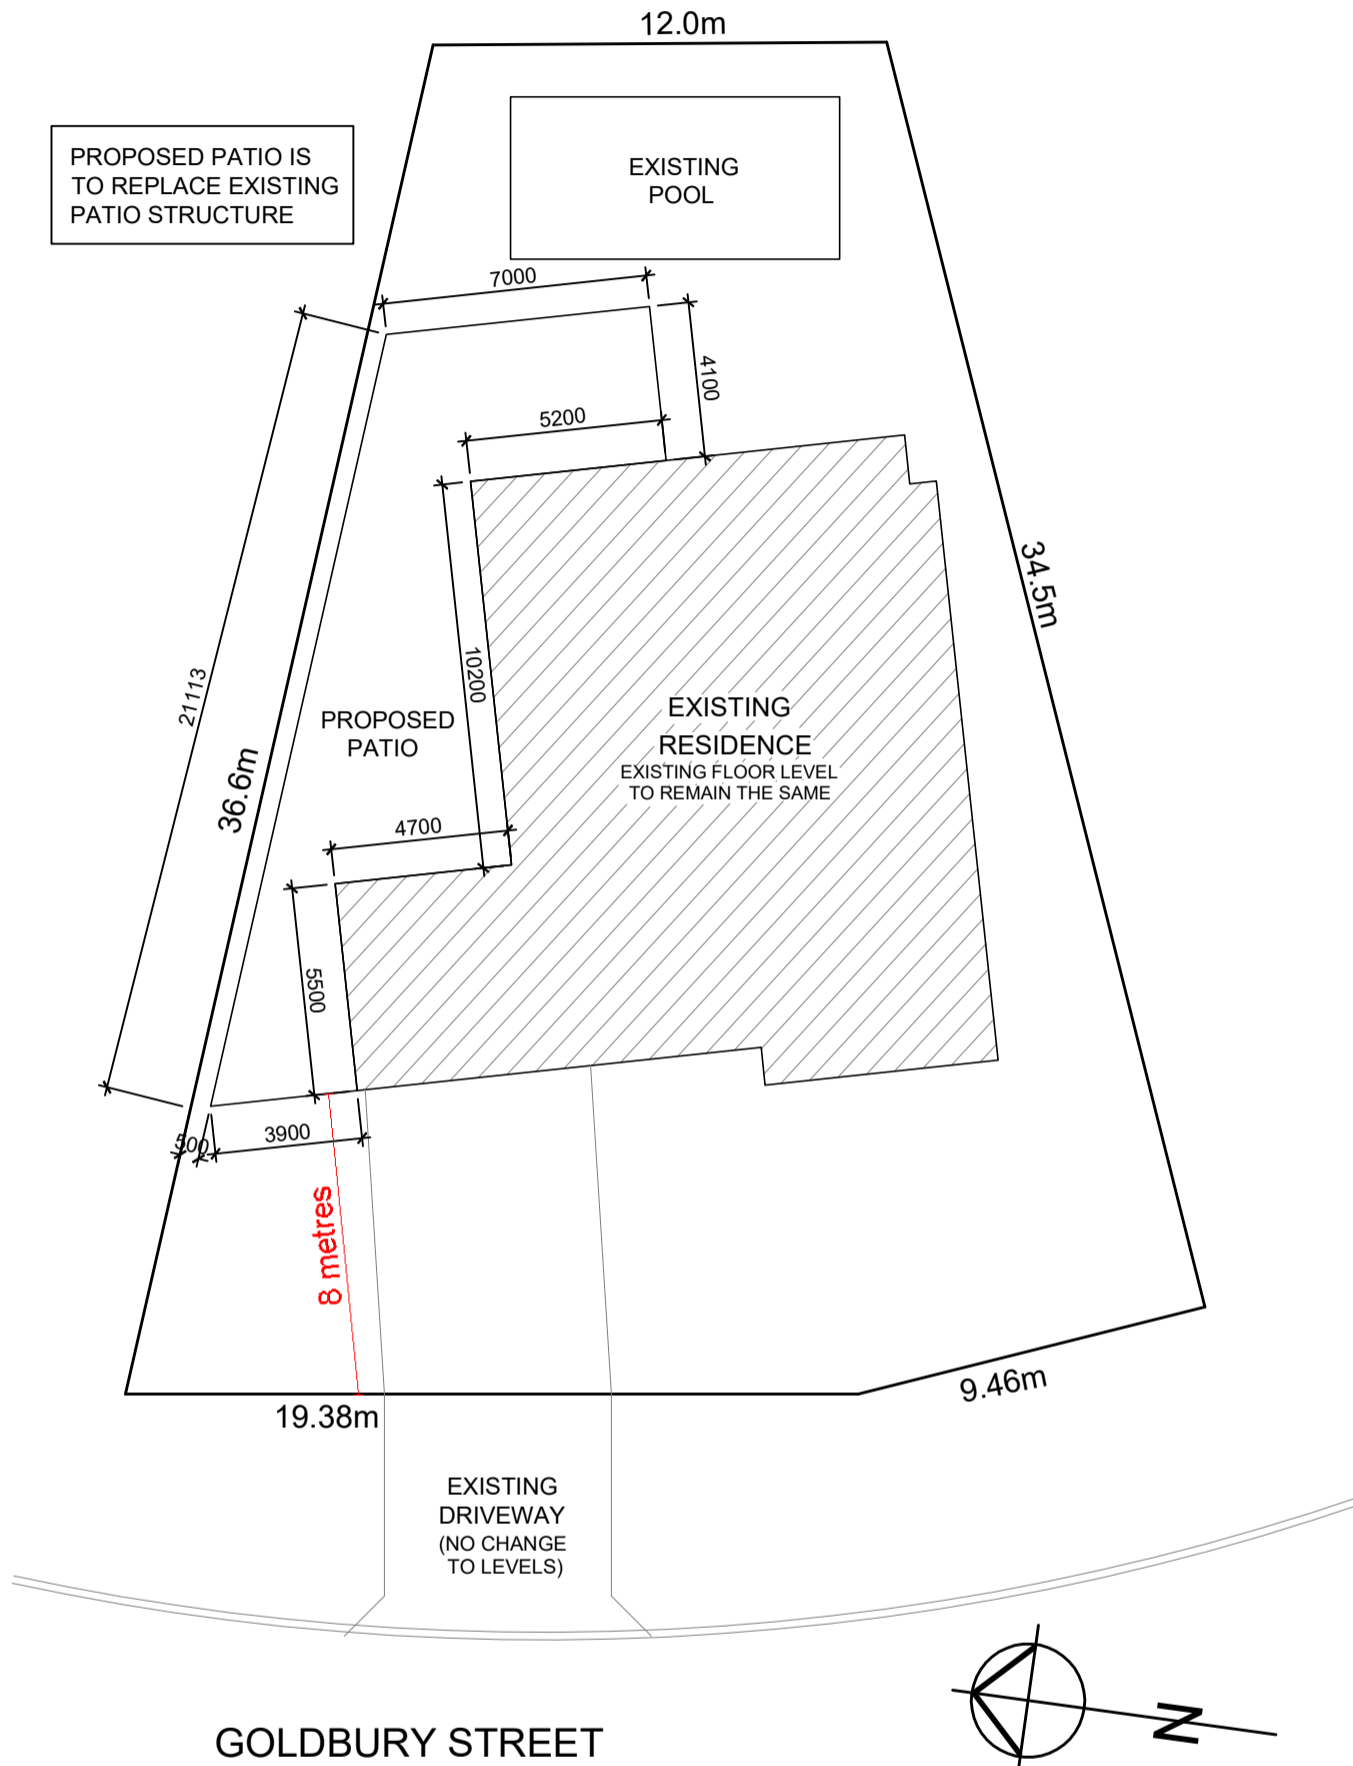 12.0m
PROPOSED PATIO IS
TO REPLACE EXISTING
PATIO STRUCTURE
EXISTING
POOL
7000
4100
5200
34.5m
10200
21113
PROPOSED
PATIO
EXISTING
RESIDENCE
EXISTING FLOOR LEVEL
TO REMAIN THE SAME
36.6m
4700
5500
500
3900
8 metres
9.46m
19.38m
EXISTING
DRIVEWAY
(NO CHANGE
TO LEVELS)
N
GOLDBURY STREET